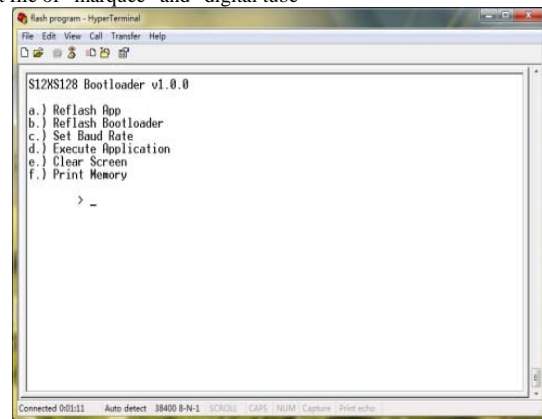 file of "marquee" and "digital tube"
flash program - HyperTerminal
File Edit View Call Transfer Help
S12XS128 Bootloader v1.0.0
a.) Reflash App
b.) Reflash Bootloader
c.) Set Baud Rate
d.) Execute Application
e.) Clear Screen
f.) Print Memory
> _
Connected 0:01:11 Auto detect 38400 8-N-1 SCROLL CAPS NUM Capture Print echo